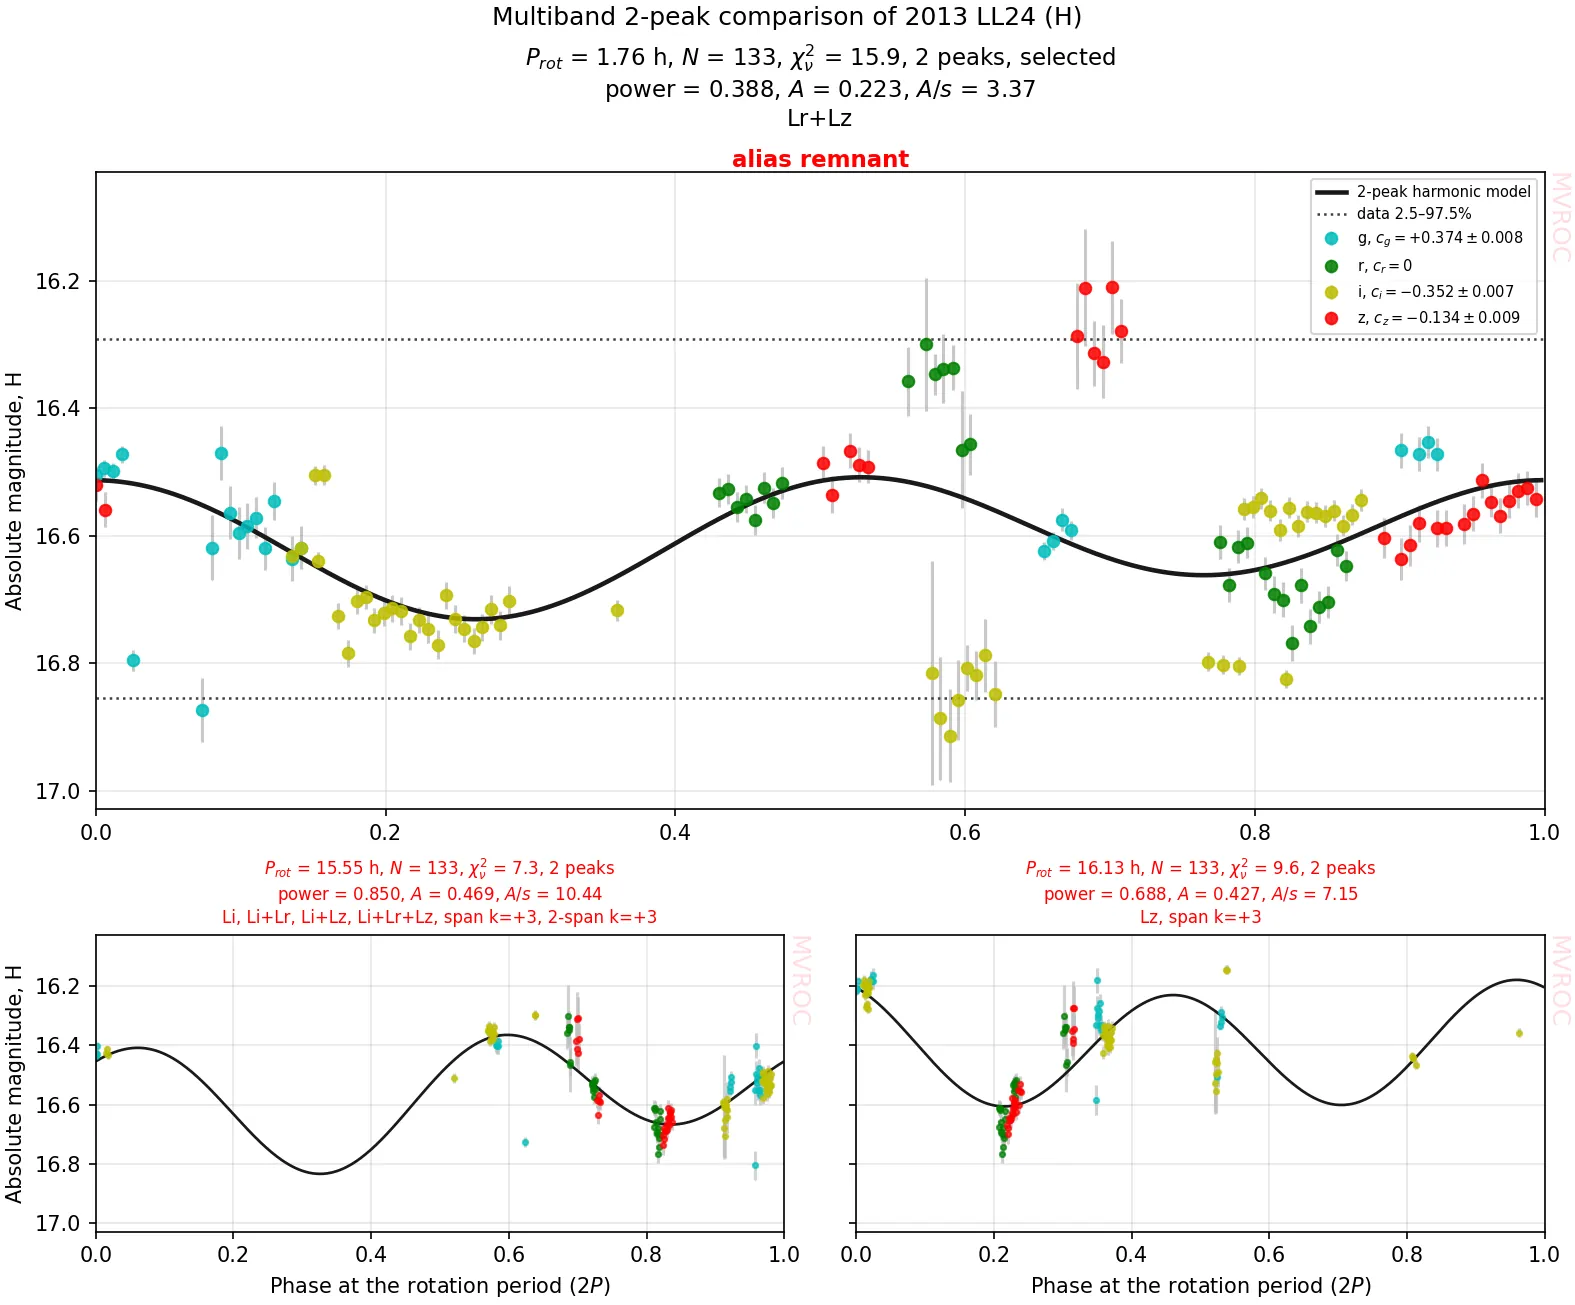 Multiband 2-peak comparison of 2013 LL24 (H)
P_rot = 1.76 h, N = 133, χ²_ν = 15.9, 2 peaks, selected
power = 0.388, A = 0.223, A/s = 3.37
Lr+Lz
alias remnant
MVROC
2-peak harmonic model
data 2.5–97.5%
g, c_g = +0.374 ± 0.008
r, c_r = 0
i, c_i = −0.352 ± 0.007
z, c_z = −0.134 ± 0.009
Absolute magnitude, H
16.2
16.4
16.6
16.8
17.0
0.0 0.2 0.4 0.6 0.8 1.0
P_rot = 15.55 h, N = 133, χ²_ν = 7.3, 2 peaks
power = 0.850, A = 0.469, A/s = 10.44
Li, Li+Lr, Li+Lz, Li+Lr+Lz, span k=+3, 2-span k=+3
MVROC
Absolute magnitude, H
16.2
16.4
16.6
16.8
17.0
0.0 0.2 0.4 0.6 0.8 1.0
Phase at the rotation period (2P)
P_rot = 16.13 h, N = 133, χ²_ν = 9.6, 2 peaks
power = 0.688, A = 0.427, A/s = 7.15
Lz, span k=+3
MVROC
0.0 0.2 0.4 0.6 0.8 1.0
Phase at the rotation period (2P)